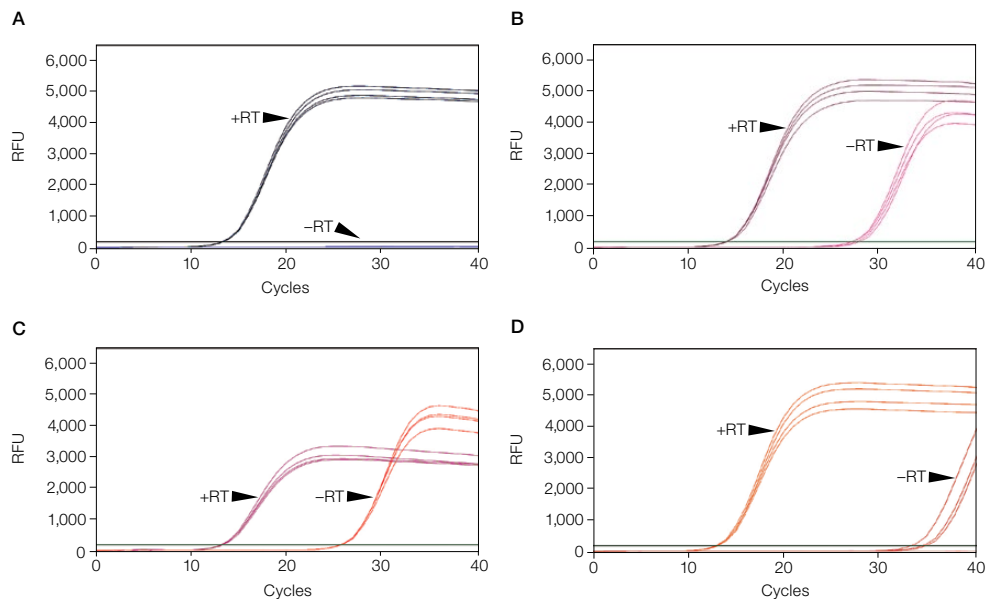 A
6,000
5,000
4,000
3,000
2,000
1,000
0
RFU
+RT
–RT
0 10 20 30 40
Cycles
B
6,000
5,000
4,000
3,000
2,000
1,000
0
RFU
+RT
–RT
0 10 20 30 40
Cycles
C
6,000
5,000
4,000
3,000
2,000
1,000
0
RFU
+RT
–RT
0 10 20 30 40
Cycles
D
6,000
5,000
4,000
3,000
2,000
1,000
0
RFU
+RT
–RT
0 10 20 30 40
Cycles